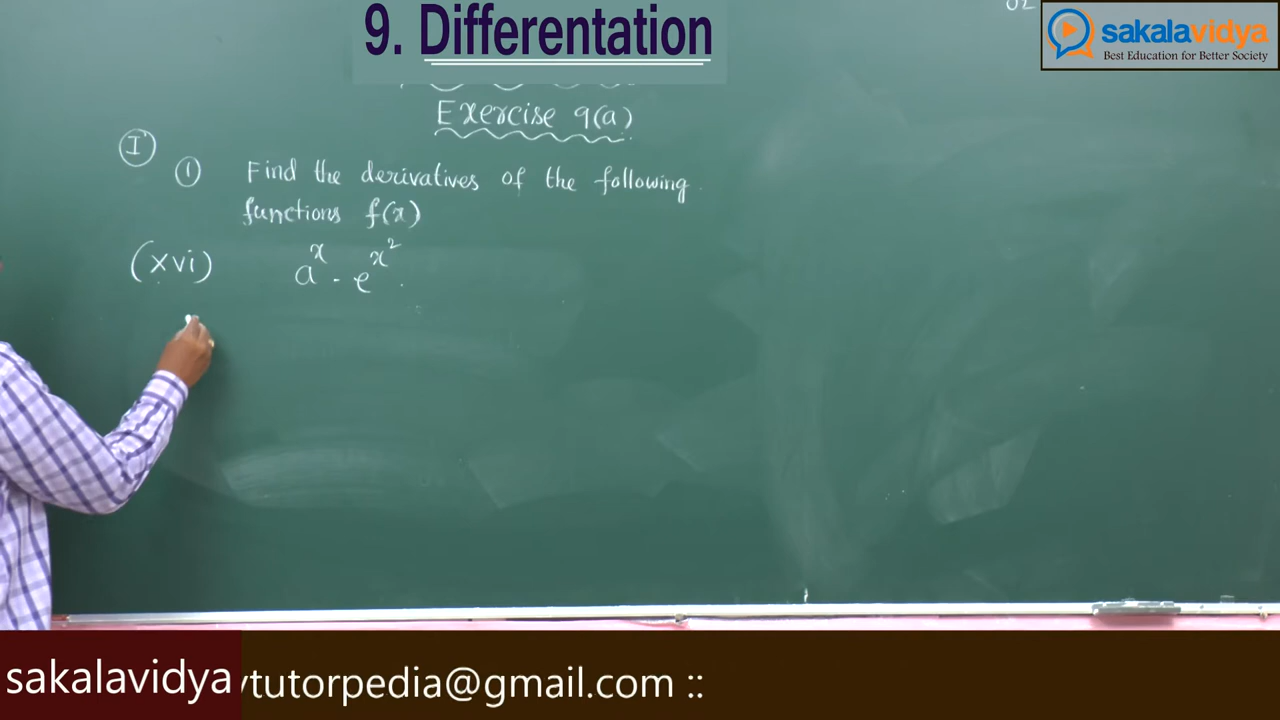 9. Differentation
sakalavidya
Best Education for Better Society
Exercise 9(a)
I
① Find the derivatives of the following
functions f(x)
(xvi) a^x . e^x^2.
sakalavidya ytutorpedia@gmail.com ::